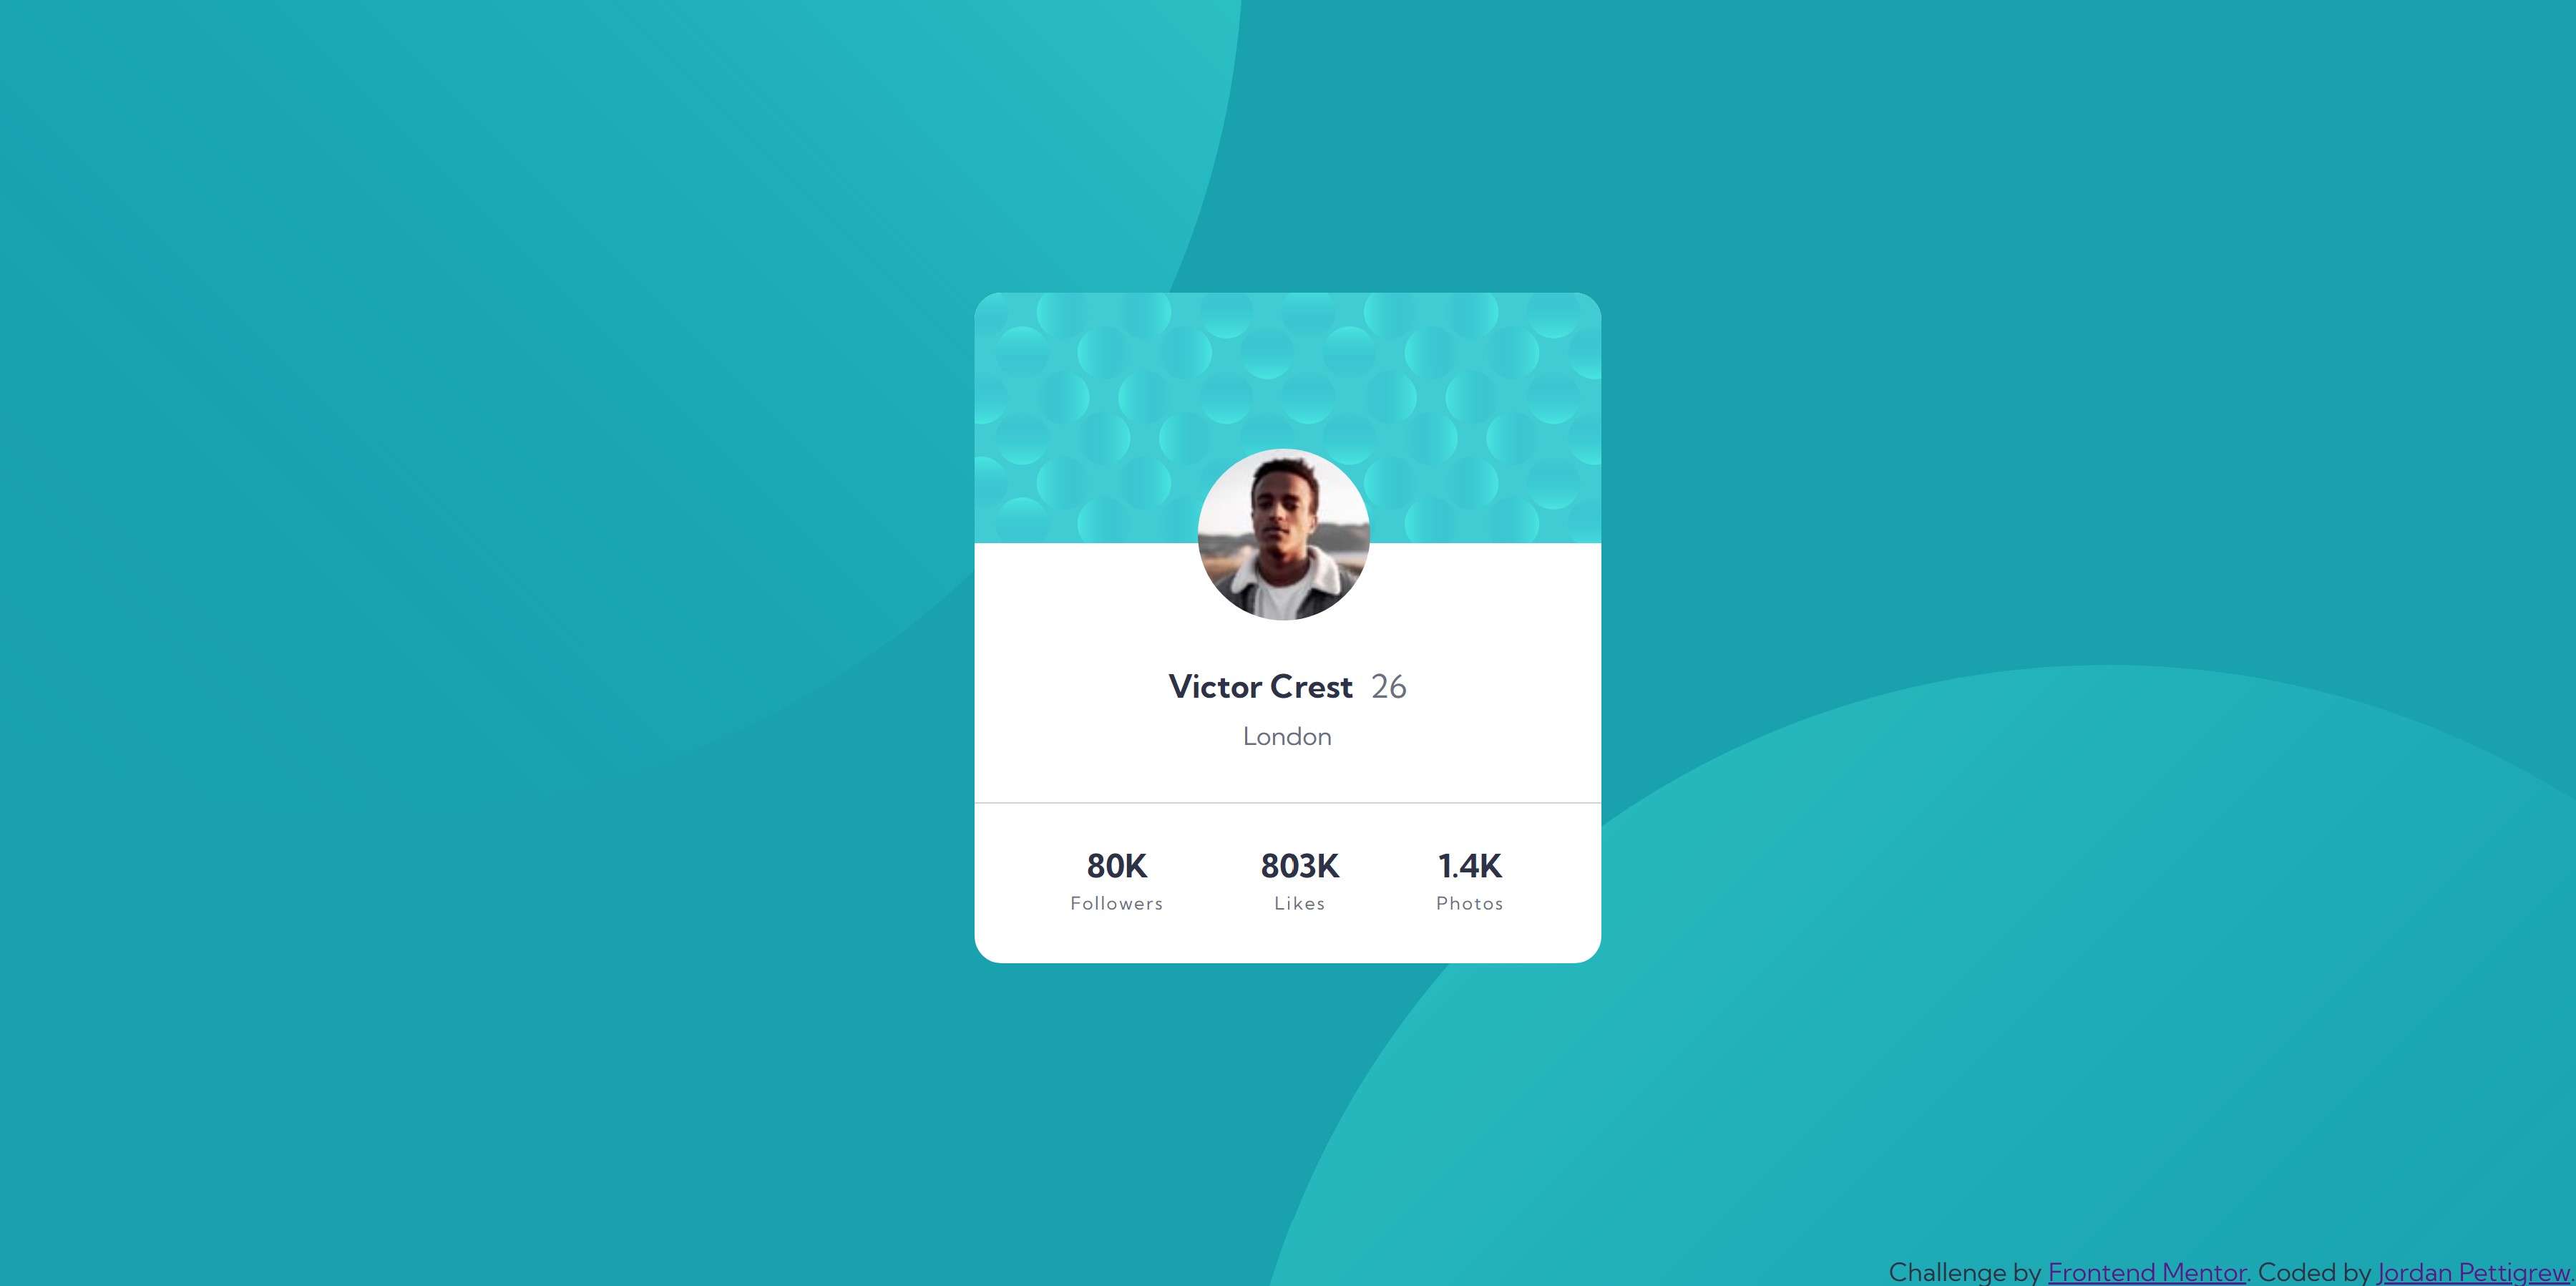 Victor Crest 26
London
80K 803K 1.4K
Followers Likes Photos
Challenge by Frontend Mentor. Coded by Jordan Pettigrew.